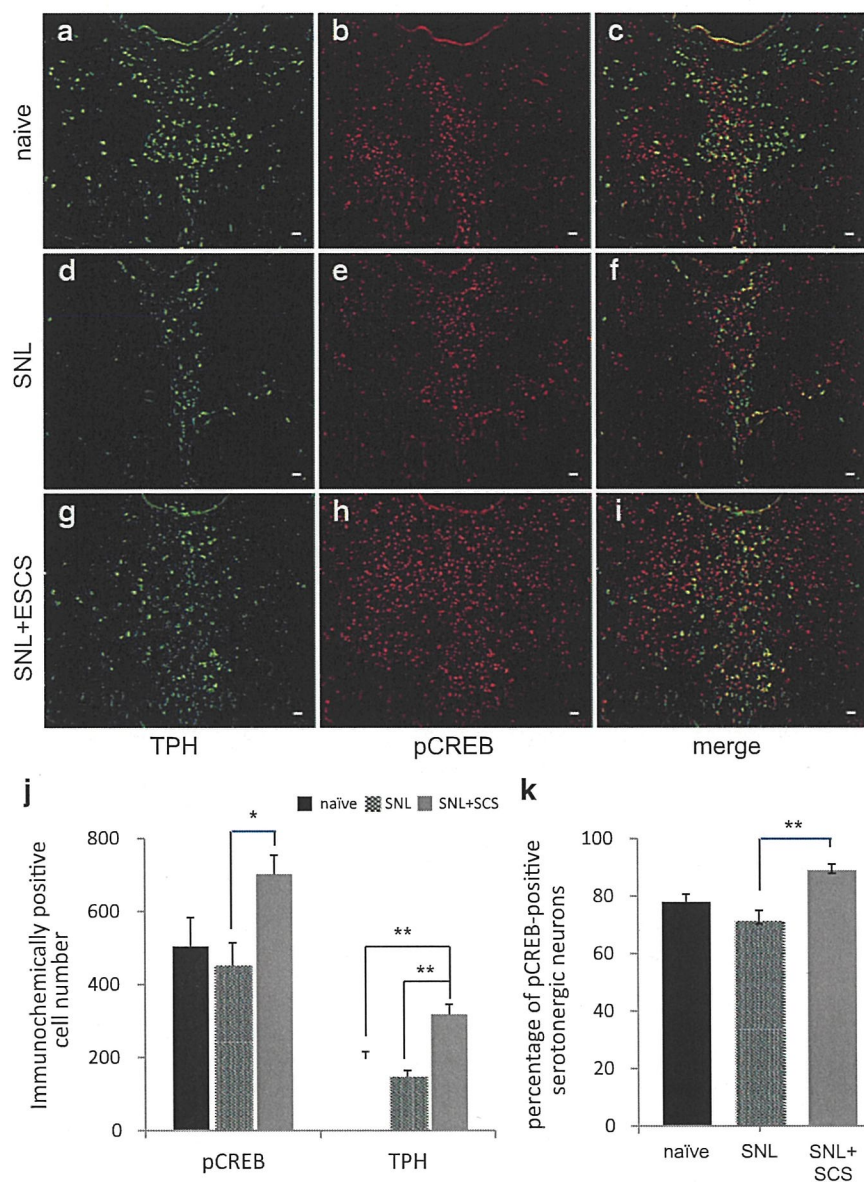 a b c
naive
d e f
SNL
g h i
SNL+ESCS
TPH pCREB merge
j
naïve SNL SNL+SCS
Immunochemically positive
cell number
800
600
400
200
0
*
**
**
pCREB TPH
k
percentage of pCREB-positive
serotonergic neurons
100
80
60
40
20
0
**
naïve SNL SNL+
SCS